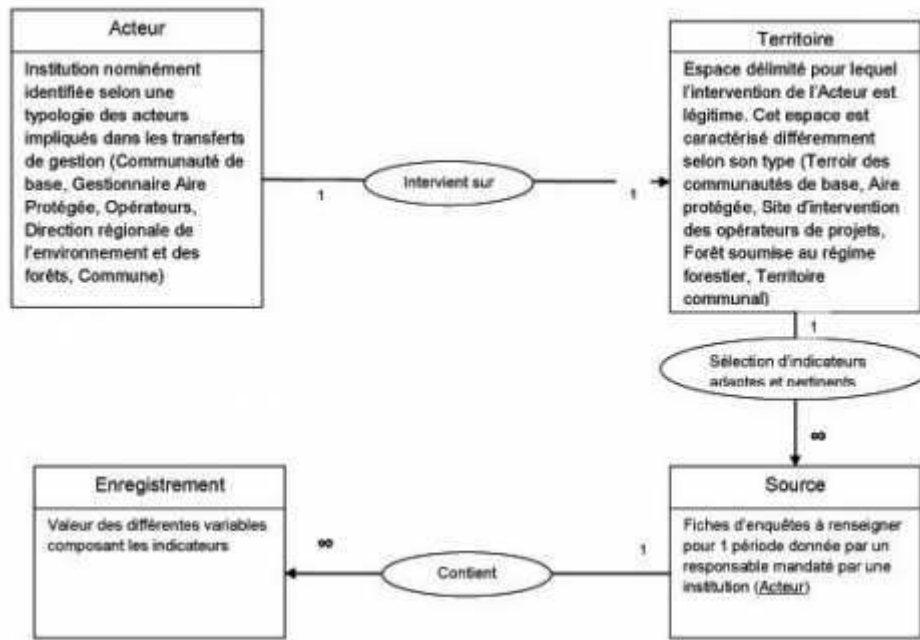 Acteur
Institution nominément
identifiée selon une
typologie des acteurs
impliqués dans les transferts
de gestion (Communauté de
base, Gestionnaire Aire
Protégée, Opérateurs,
Direction régionale de
l'environnement et des
forêts, Commune)
1
Intervient sur
1
Territoire
Espace délimité pour lequel
l'intervention de l'Acteur est
légitime. Cet espace est
caractérisé différemment
selon son type (Terroir des
communautés de base, Aire
protégée, Site d'intervention
des opérateurs de projets,
Forêt soumise au régime
forestier, Territoire
communal)
1
Sélection d'indicateurs
adaptes et pertinents
∞
Source
Fiches d'enquêtes à renseigner
pour 1 période donnée par un
responsable mandaté par une
institution (Acteur)
1
Contient
∞
Enregistrement
Valeur des différentes variables
composant les indicateurs